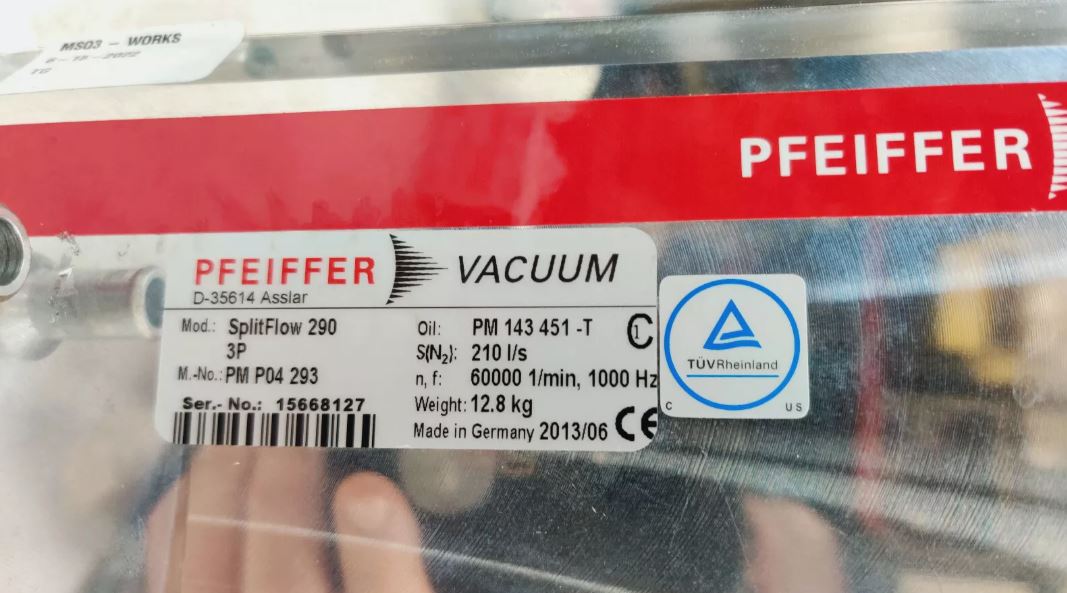 MS03 - WORKS
TG
PFEIFFER
PFEIFFER VACUUM
D-35614 Asslar
Mod.: SplitFlow 290
3P
M.-No.: PM P04 293
Ser.- No.: 15668127
Oil: PM 143 451 -T
S(N₂): 210 l/s
n, f: 60000 1/min, 1000 Hz
Weight: 12.8 kg
Made in Germany 2013/06 CE
TÜVRheinland
C US